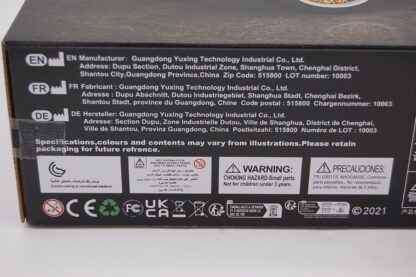 EN EN Manufacturer : Guangdong Yuxing Technology Industrial Co., Ltd.
Address : Dupu Section, Dutou Industrial Zone, Shanghua Town, Chenghai District,
Shantou City,Guangdong Province,China Zip Code: 515800 LOT number: 10003
FR FR Fabricant : Guangdong Yuxing Technology Industrial Co., Ltd.
Adresse : Dupu Abschnitt, Dutou Industriegebiet, Shanghua Stadt, Chenghai Bezirk,
Shantou Stadt, province du Guangdong, Chine Code postal : 515800 Chargennummer: 10003
DE DE Hersteller: Guangdong Yuxing Technology Industrial Co., Ltd.
Adresse : Section Dupu, Zone Industrielle Dutou, Ville de Shanghua, District de Chenghai,
Ville de Shantou, Provinz Guangdong, China Postleitzahl: 515800 Numéro de LOT : 10003
Specifications,colours and contents may vary from illustrations.Please retain
packaging for future refrence.
WARNING:
CHOKING HAZARD-Small parts.
Not for children under 3 years.
PRECAUCIONES:
PELIGRO DE AHOGARSE. Contiene
CE UK CA
© 2021